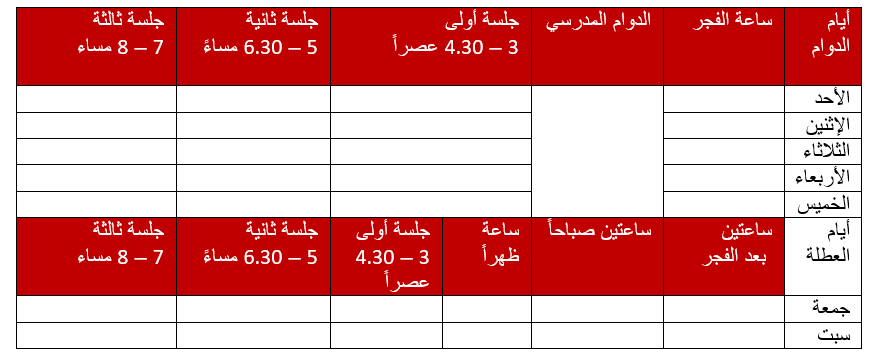 أيام الدوام
ساعة الفجر
الدوام المدرسي
جلسة أولى
3 – 4.30 عصراً
جلسة ثانية
5 – 6.30 مساءً
جلسة ثالثة
7 – 8 مساء
الأحد
الإثنين
الثلاثاء
الأربعاء
الخميس
أيام العطلة
ساعتين بعد الفجر
ساعتين صباحاً
ساعة ظهراً
جلسة أولى
3 – 4.30
عصراً
جلسة ثانية
5 – 6.30 مساءً
جلسة ثالثة
7 – 8 مساء
جمعة
سبت